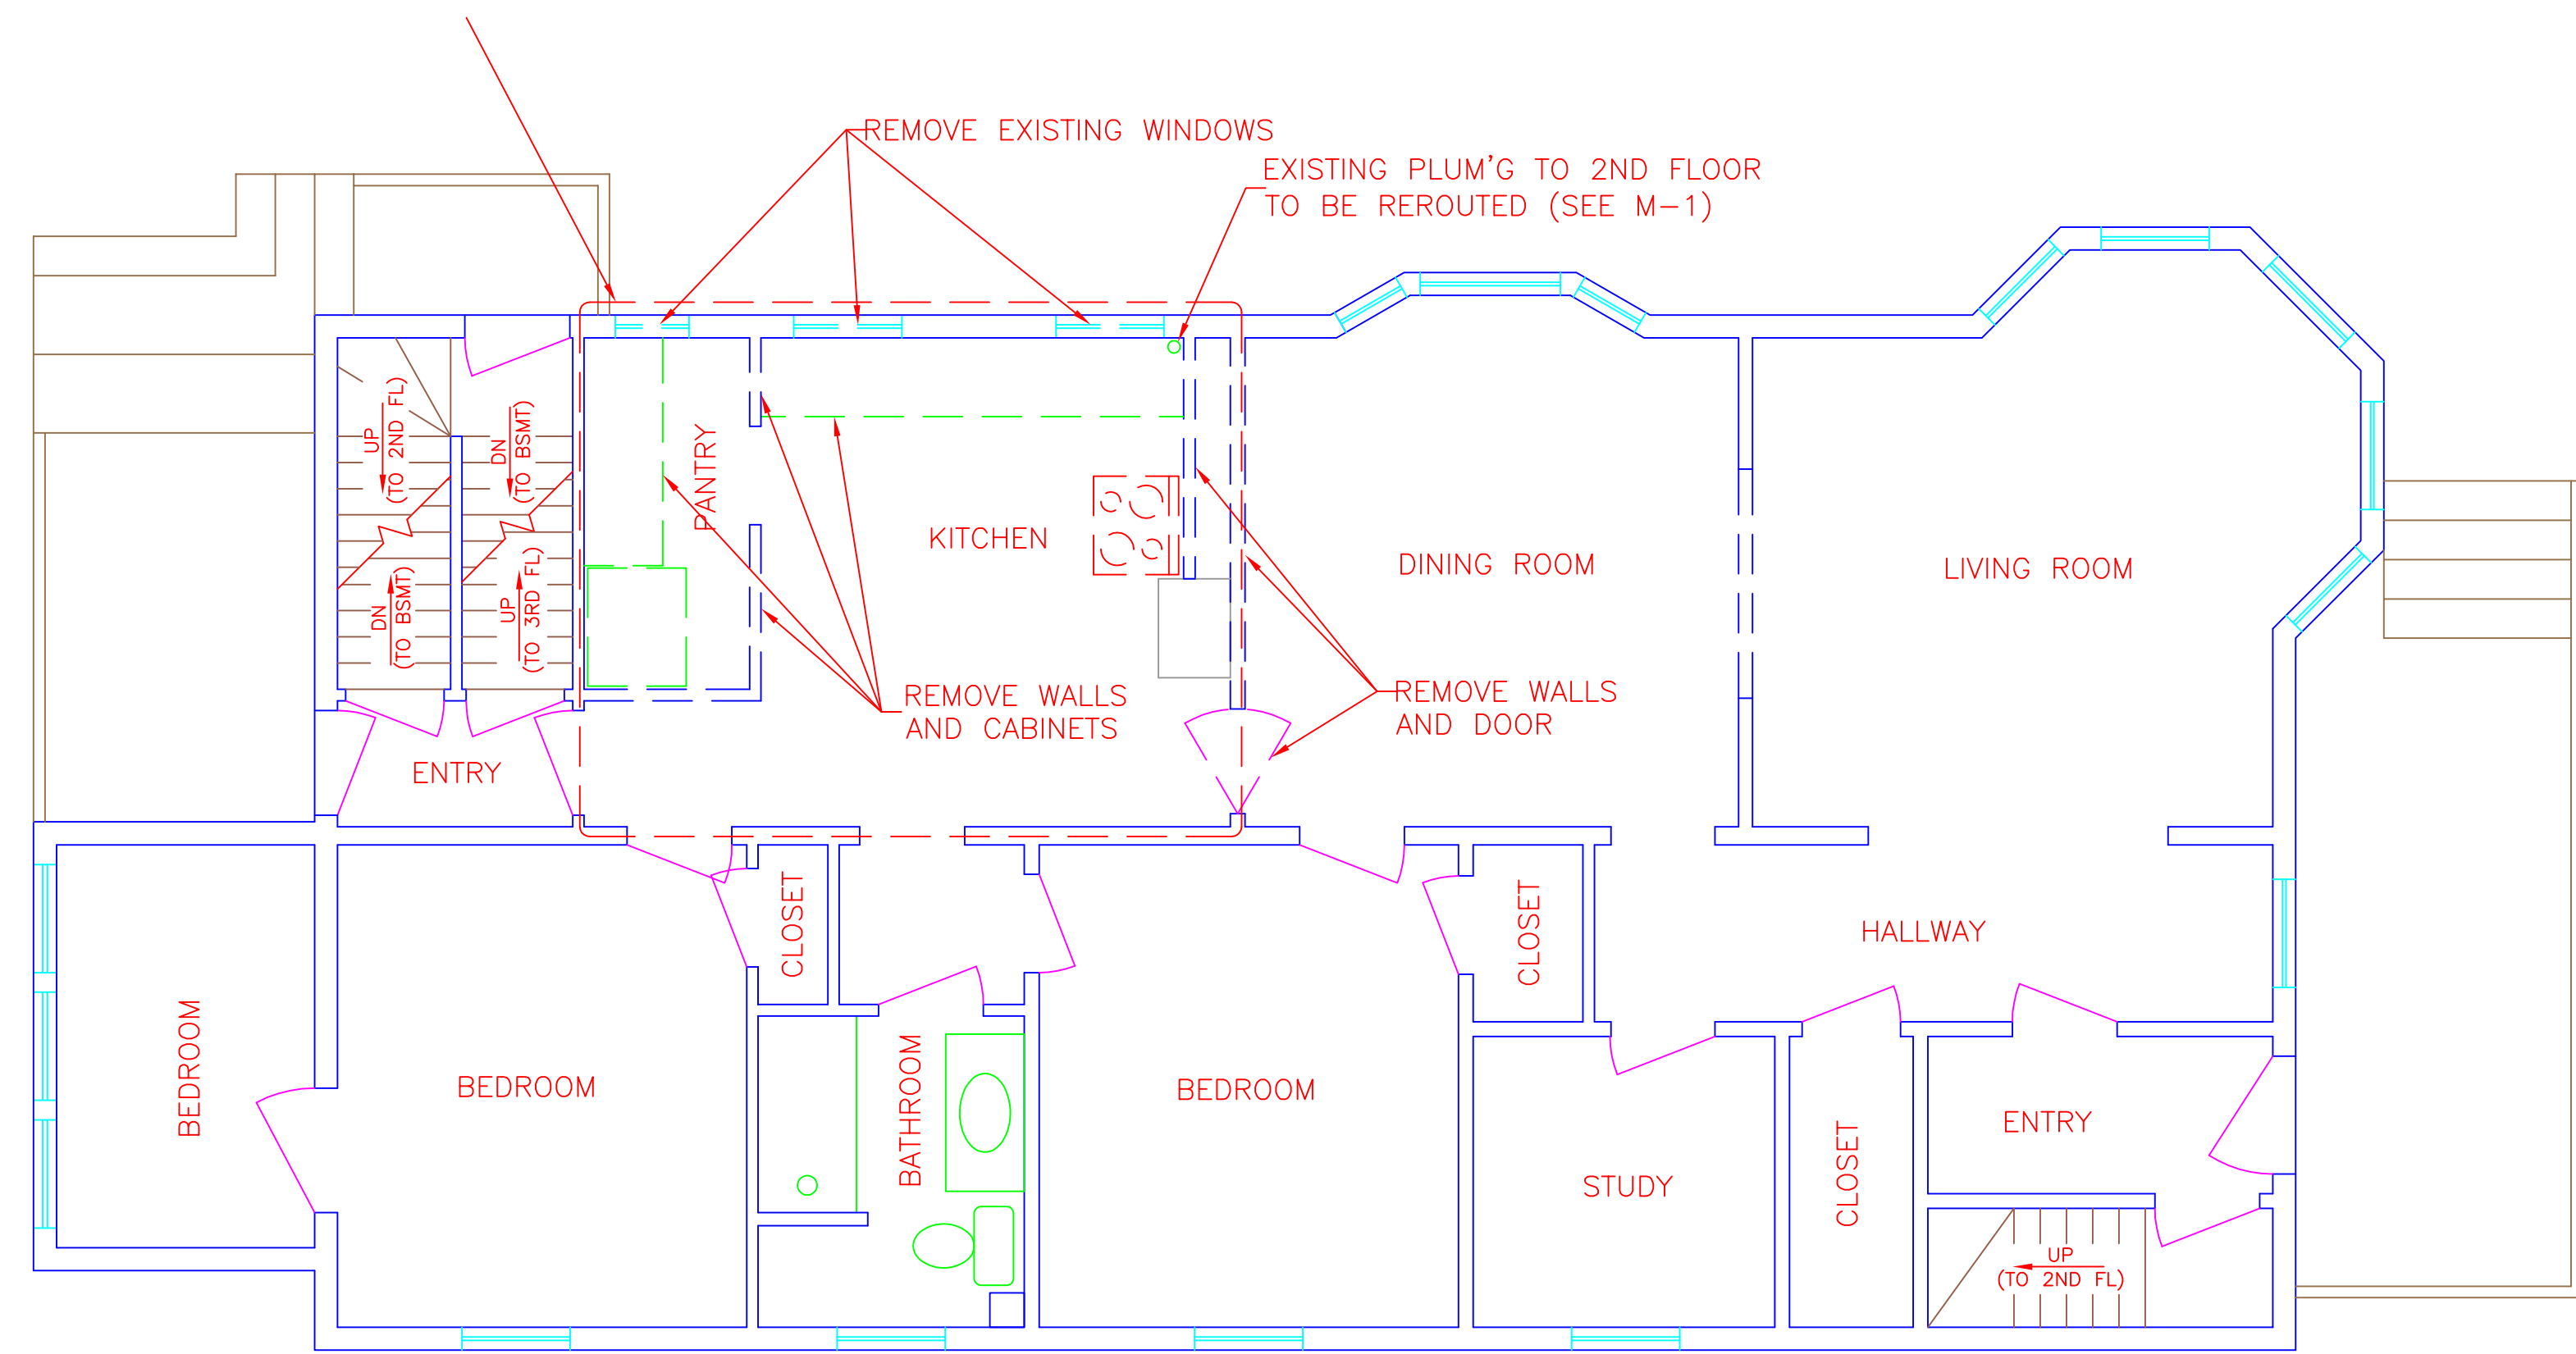 REMOVE EXISTING WINDOWS
EXISTING PLUM'G TO 2ND FLOOR
TO BE REROUTED (SEE M-1)
UP
(TO 2ND FL)
DN
(TO BSMT)
PANTRY
KITCHEN
DINING ROOM
LIVING ROOM
DN
(TO BSMT)
UP
(TO 3RD FL)
REMOVE WALLS
AND CABINETS
REMOVE WALLS
AND DOOR
ENTRY
CLOSET
CLOSET
HALLWAY
BEDROOM
BEDROOM
BATHROOM
BEDROOM
STUDY
CLOSET
ENTRY
UP
(TO 2ND FL)